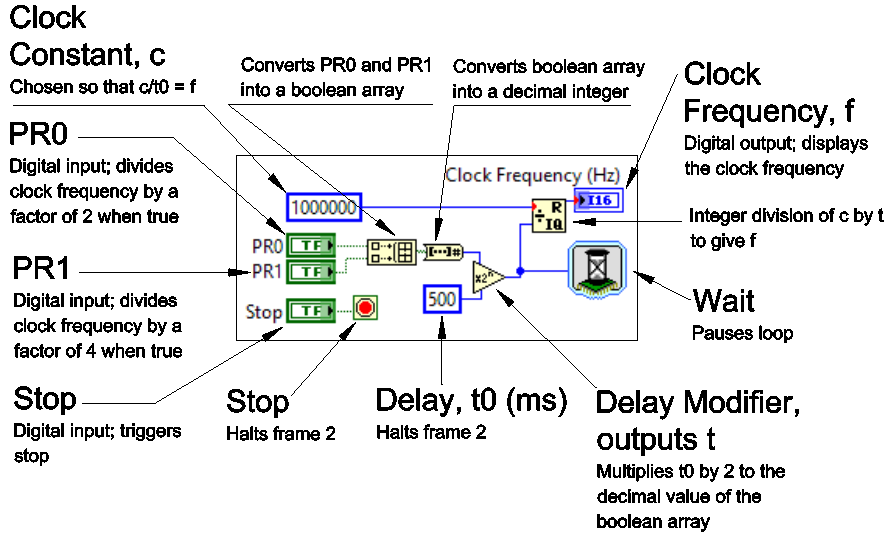 Clock
Constant, c
Chosen so that c/t0 = f
Converts PR0 and PR1
into a boolean array
Converts boolean array
into a decimal integer
Clock
Frequency, f
Digital output; displays
the clock frequency
PR0
Digital input; divides
clock frequency by a
factor of 2 when true
Clock Frequency (Hz)
1000000
R
IQ
I16
Integer division of c by t
to give f
PR0
TF
PR1
TF
[...]#
x2ⁿ
PR1
Digital input; divides
clock frequency by a
factor of 4 when true
500
Stop
TF
Wait
Pauses loop
Stop
Digital input; triggers
stop
Stop
Halts frame 2
Delay, t0 (ms)
Halts frame 2
Delay Modifier,
outputs t
Multiplies t0 by 2 to the
decimal value of the
boolean array